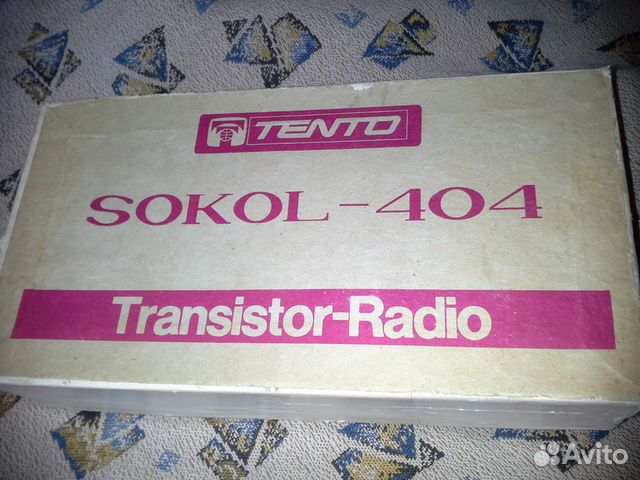 TENTO
SOKOL-404
Transistor-Radio
Avito